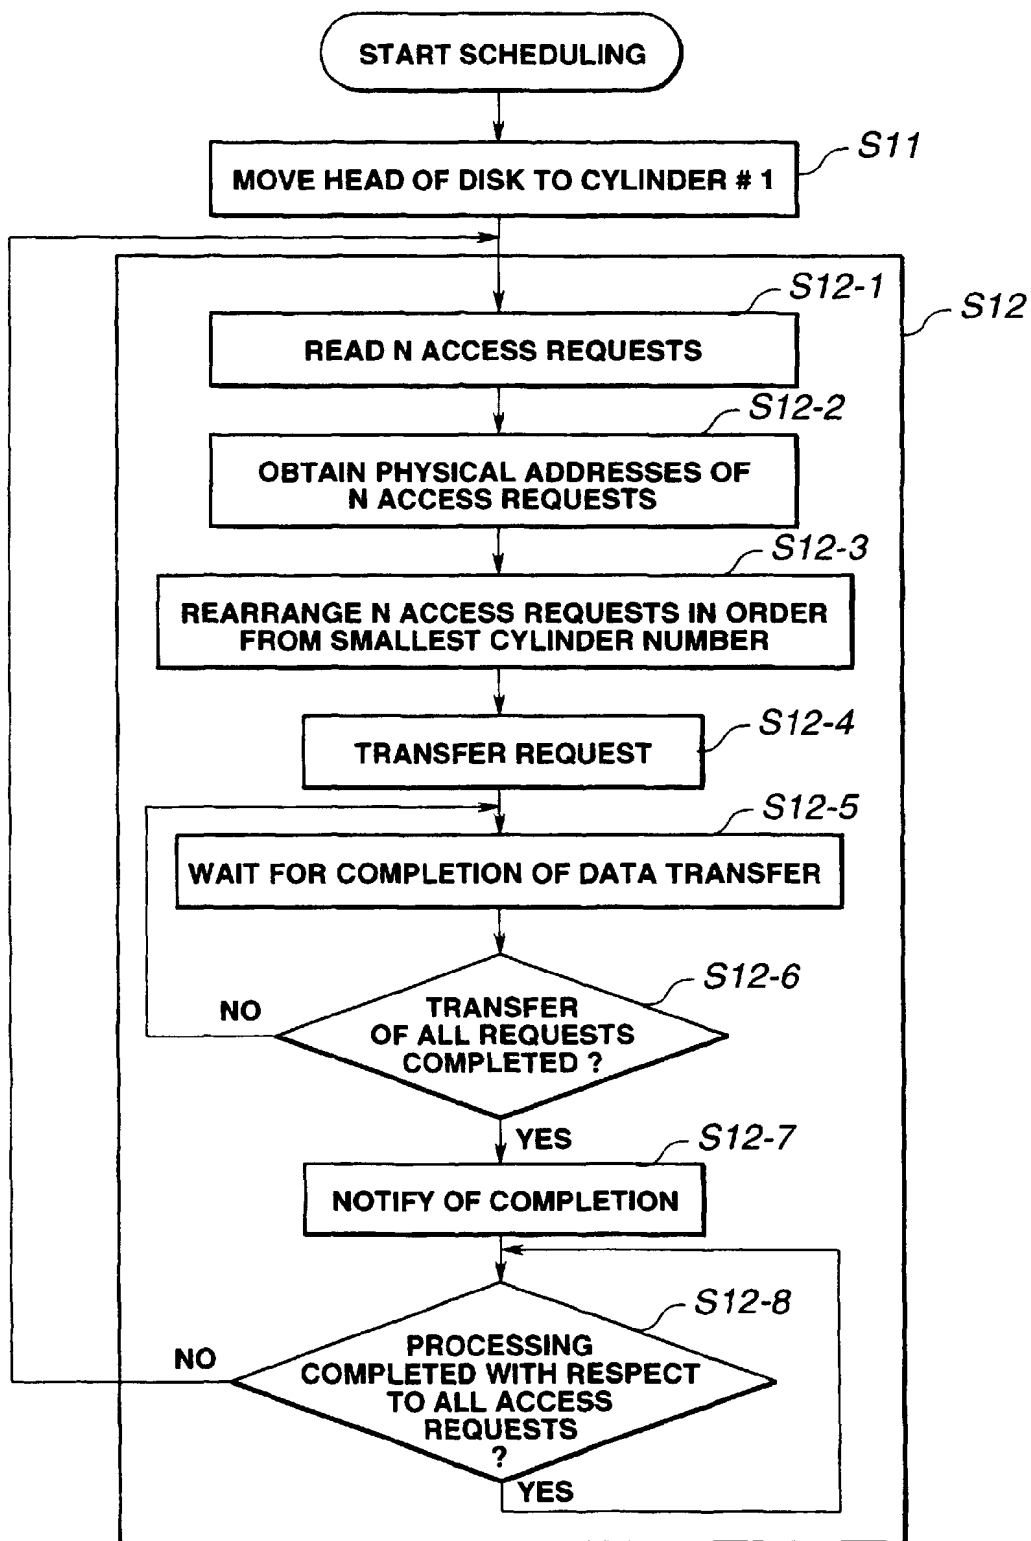 START SCHEDULING
S11
MOVE HEAD OF DISK TO CYLINDER # 1
S12-1
S12
READ N ACCESS REQUESTS
S12-2
OBTAIN PHYSICAL ADDRESSES OF
N ACCESS REQUESTS
S12-3
REARRANGE N ACCESS REQUESTS IN ORDER
FROM SMALLEST CYLINDER NUMBER
S12-4
TRANSFER REQUEST
S12-5
WAIT FOR COMPLETION OF DATA TRANSFER
S12-6
NO
TRANSFER
OF ALL REQUESTS
COMPLETED ?
YES
S12-7
NOTIFY OF COMPLETION
S12-8
NO
PROCESSING
COMPLETED WITH RESPECT
TO ALL ACCESS
REQUESTS
?
YES